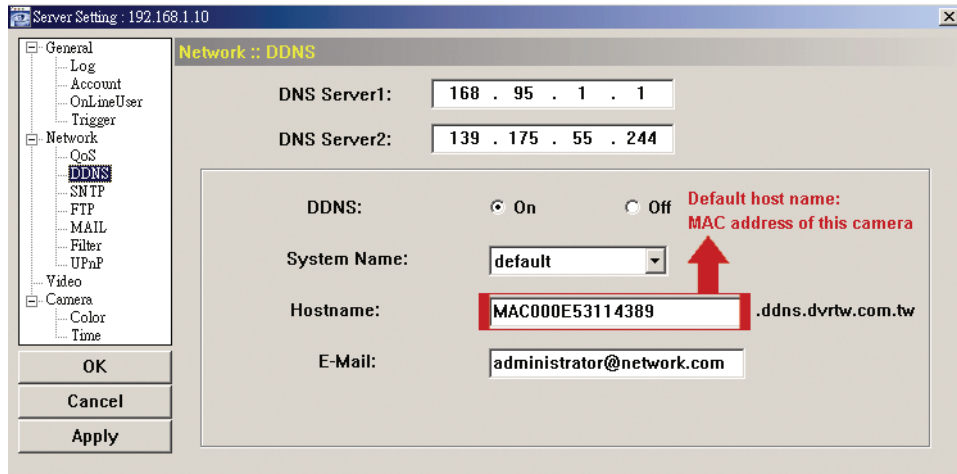 Server Setting : 192.168.1.10
General
Log
Account
OnLineUser
Trigger
Network
QoS
DDNS
SNTP
FTP
MAIL
Filter
UPnP
Video
Camera
Color
Time
OK
Cancel
Apply
Network :: DDNS
DNS Server1: 168 . 95 . 1 . 1
DNS Server2: 139 . 175 . 55 . 244
DDNS: On Off
Default host name:
MAC address of this camera
System Name: default
Hostname: MAC000E53114389 .ddns.dvrtw.com.tw
E-Mail: administrator@network.com